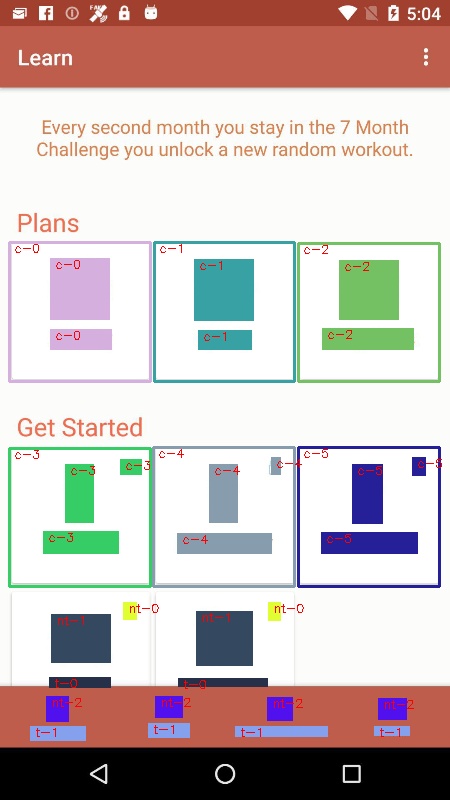 FAKE
5:04
Learn
Every second month you stay in the 7 Month
Challenge you unlock a new random workout.
Plans
c-0 c-1 c-2
c-0 c-1 c-2
c-0 c-1 c-2
Get Started
c-3 c-4 c-5
c-3 c-3 c-4 c-4 c-5 c-5
c-3 c-4 c-5
nt-0 nt-0
nt-1 nt-1
t-0 t-0
nt-2 nt-2 nt-2 nt-2
t-1 t-1 t-1 t-1